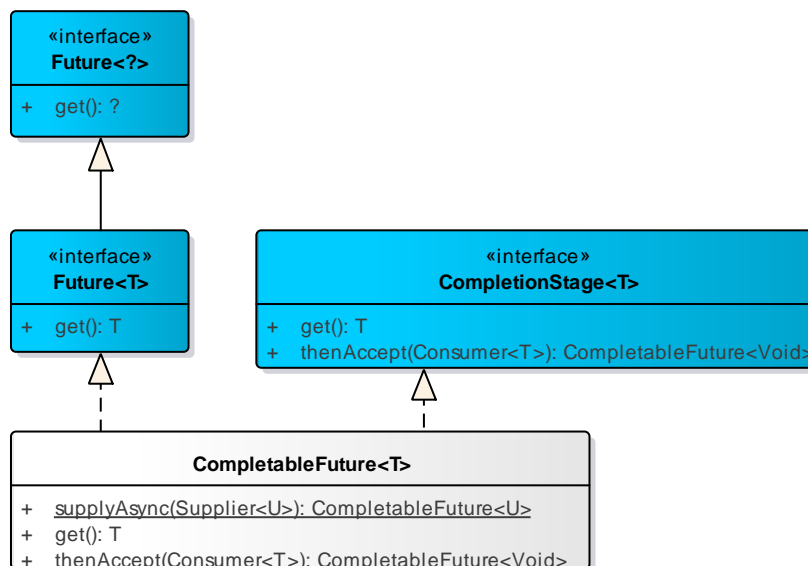 «interface»
Future<?>
+ get(): ?
«interface»
Future<T>
+ get(): T
«interface»
CompletionStage<T>
+ get(): T
+ thenAccept(Consumer<T>): CompletableFuture<Void>
CompletableFuture<T>
+ supplyAsync(Supplier<U>): CompletableFuture<U>
+ get(): T
+ thenAccept(Consumer<T>): CompletableFuture<Void>